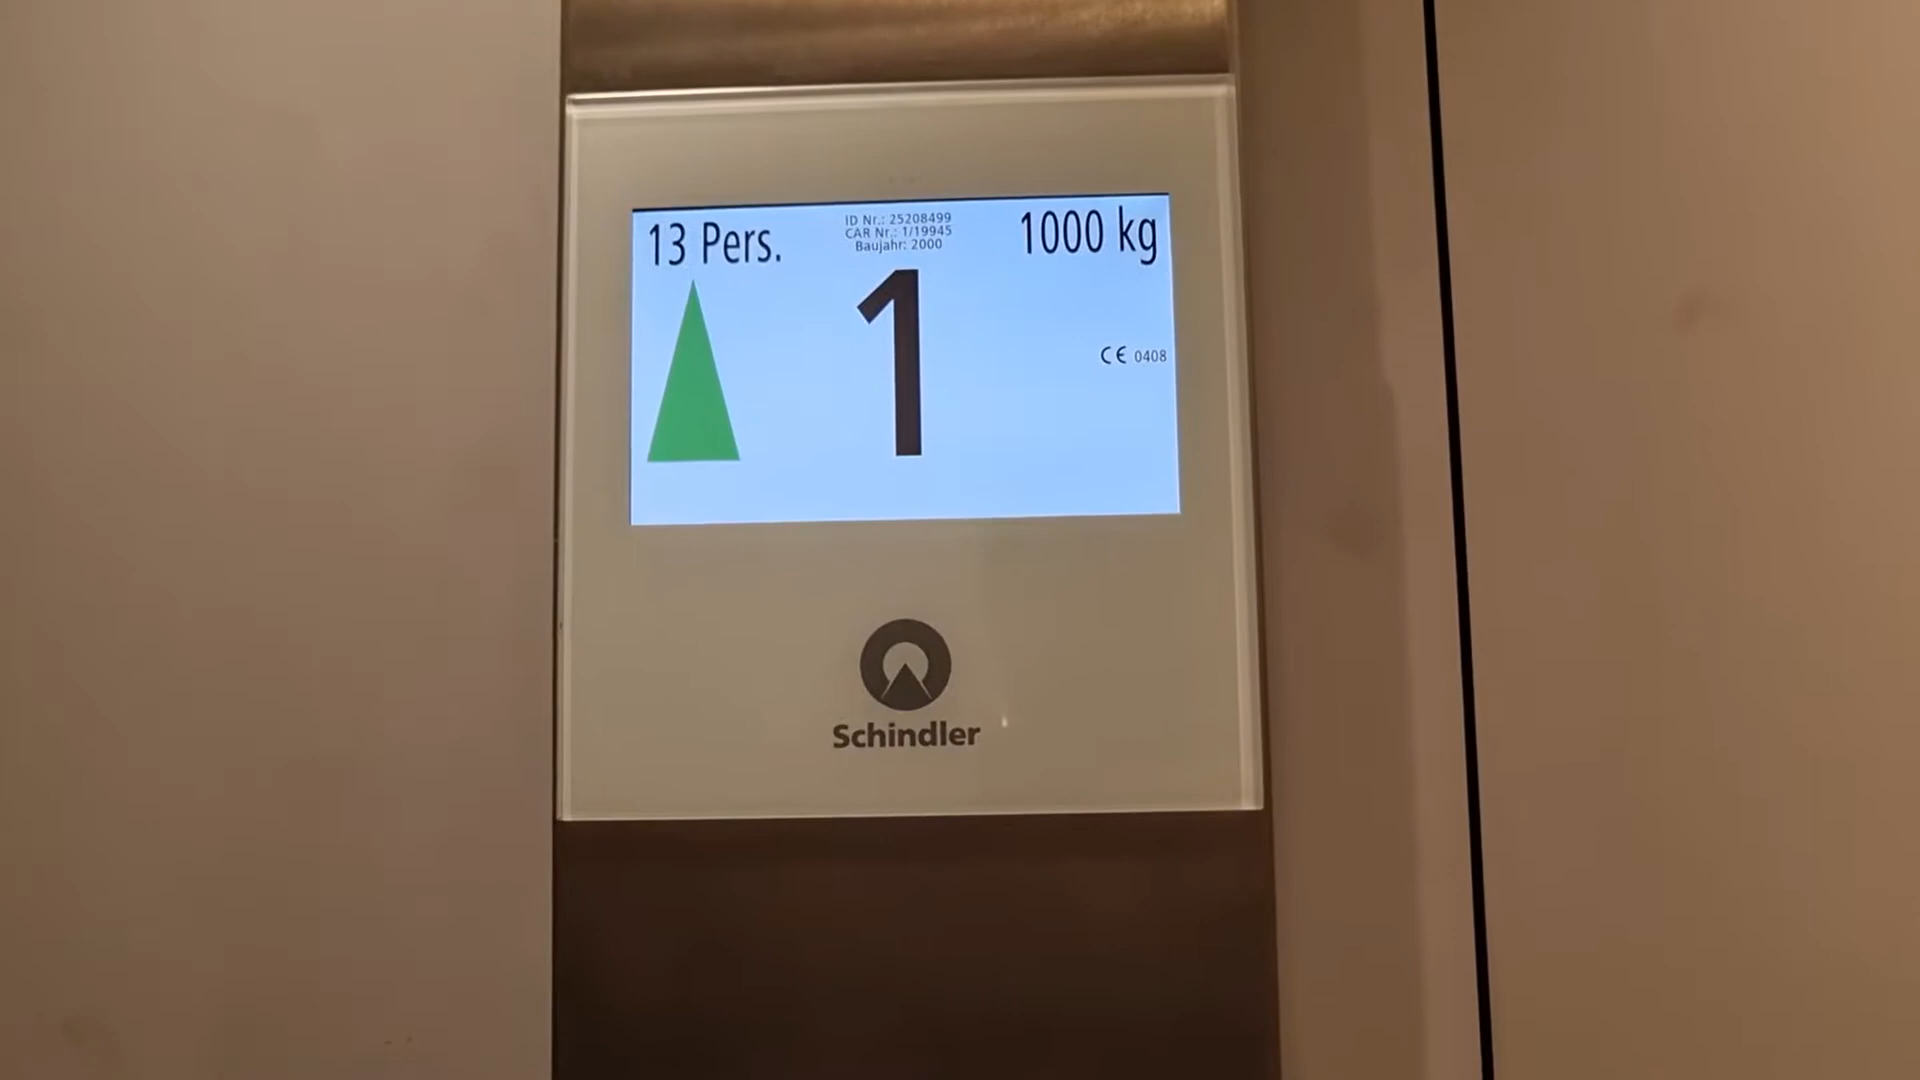 13 Pers.
ID Nr.: 25208499
CAR Nr.: 1/19945
Baujahr: 2000
1000 kg
1
CE 0408
Schindler